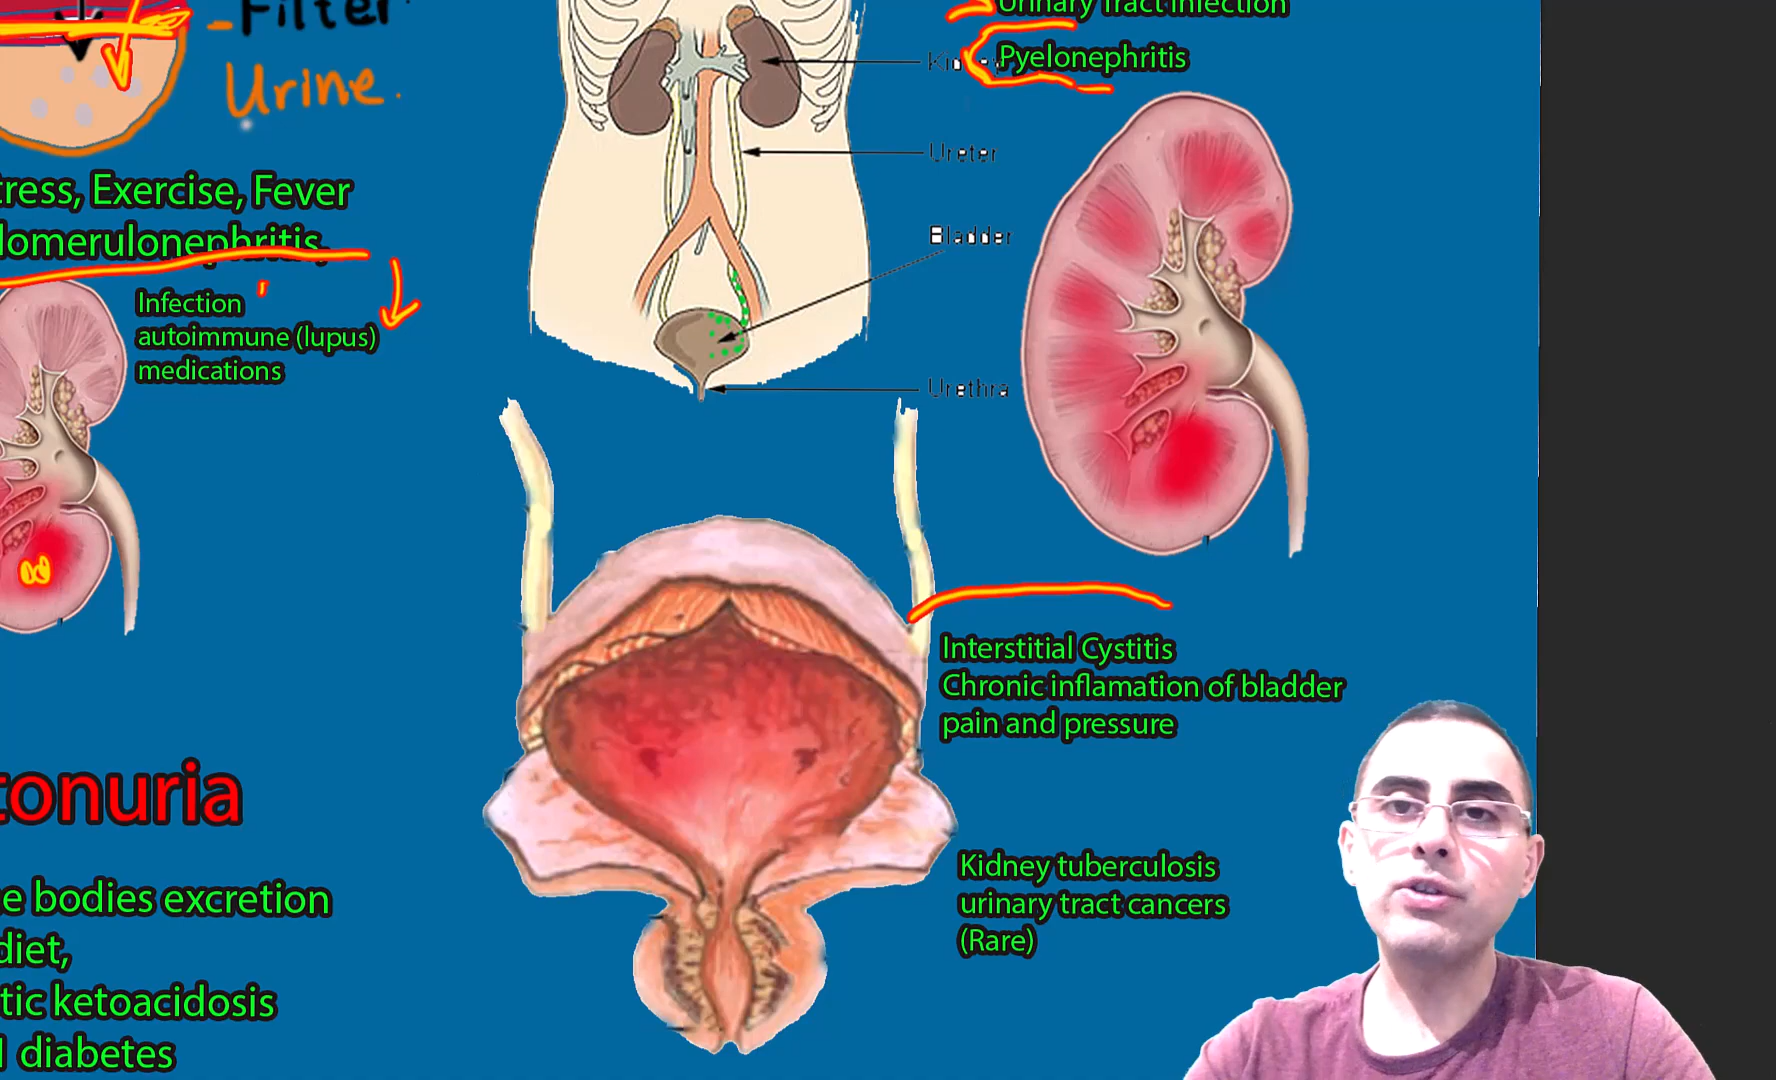 -Filter
Urine.
Urinary Tract Infection
Pyelonephritis
Ureter
Bladder
Urethra
tress, Exercise, Fever
lomerulonephritis,
Infection
autoimmune (lupus)
medications
Interstitial Cystitis
Chronic inflamation of bladder
pain and pressure
tonuria
Kidney tuberculosis
urinary tract cancers
(Rare)
e bodies excretion
diet,
tic ketoacidosis
diabetes